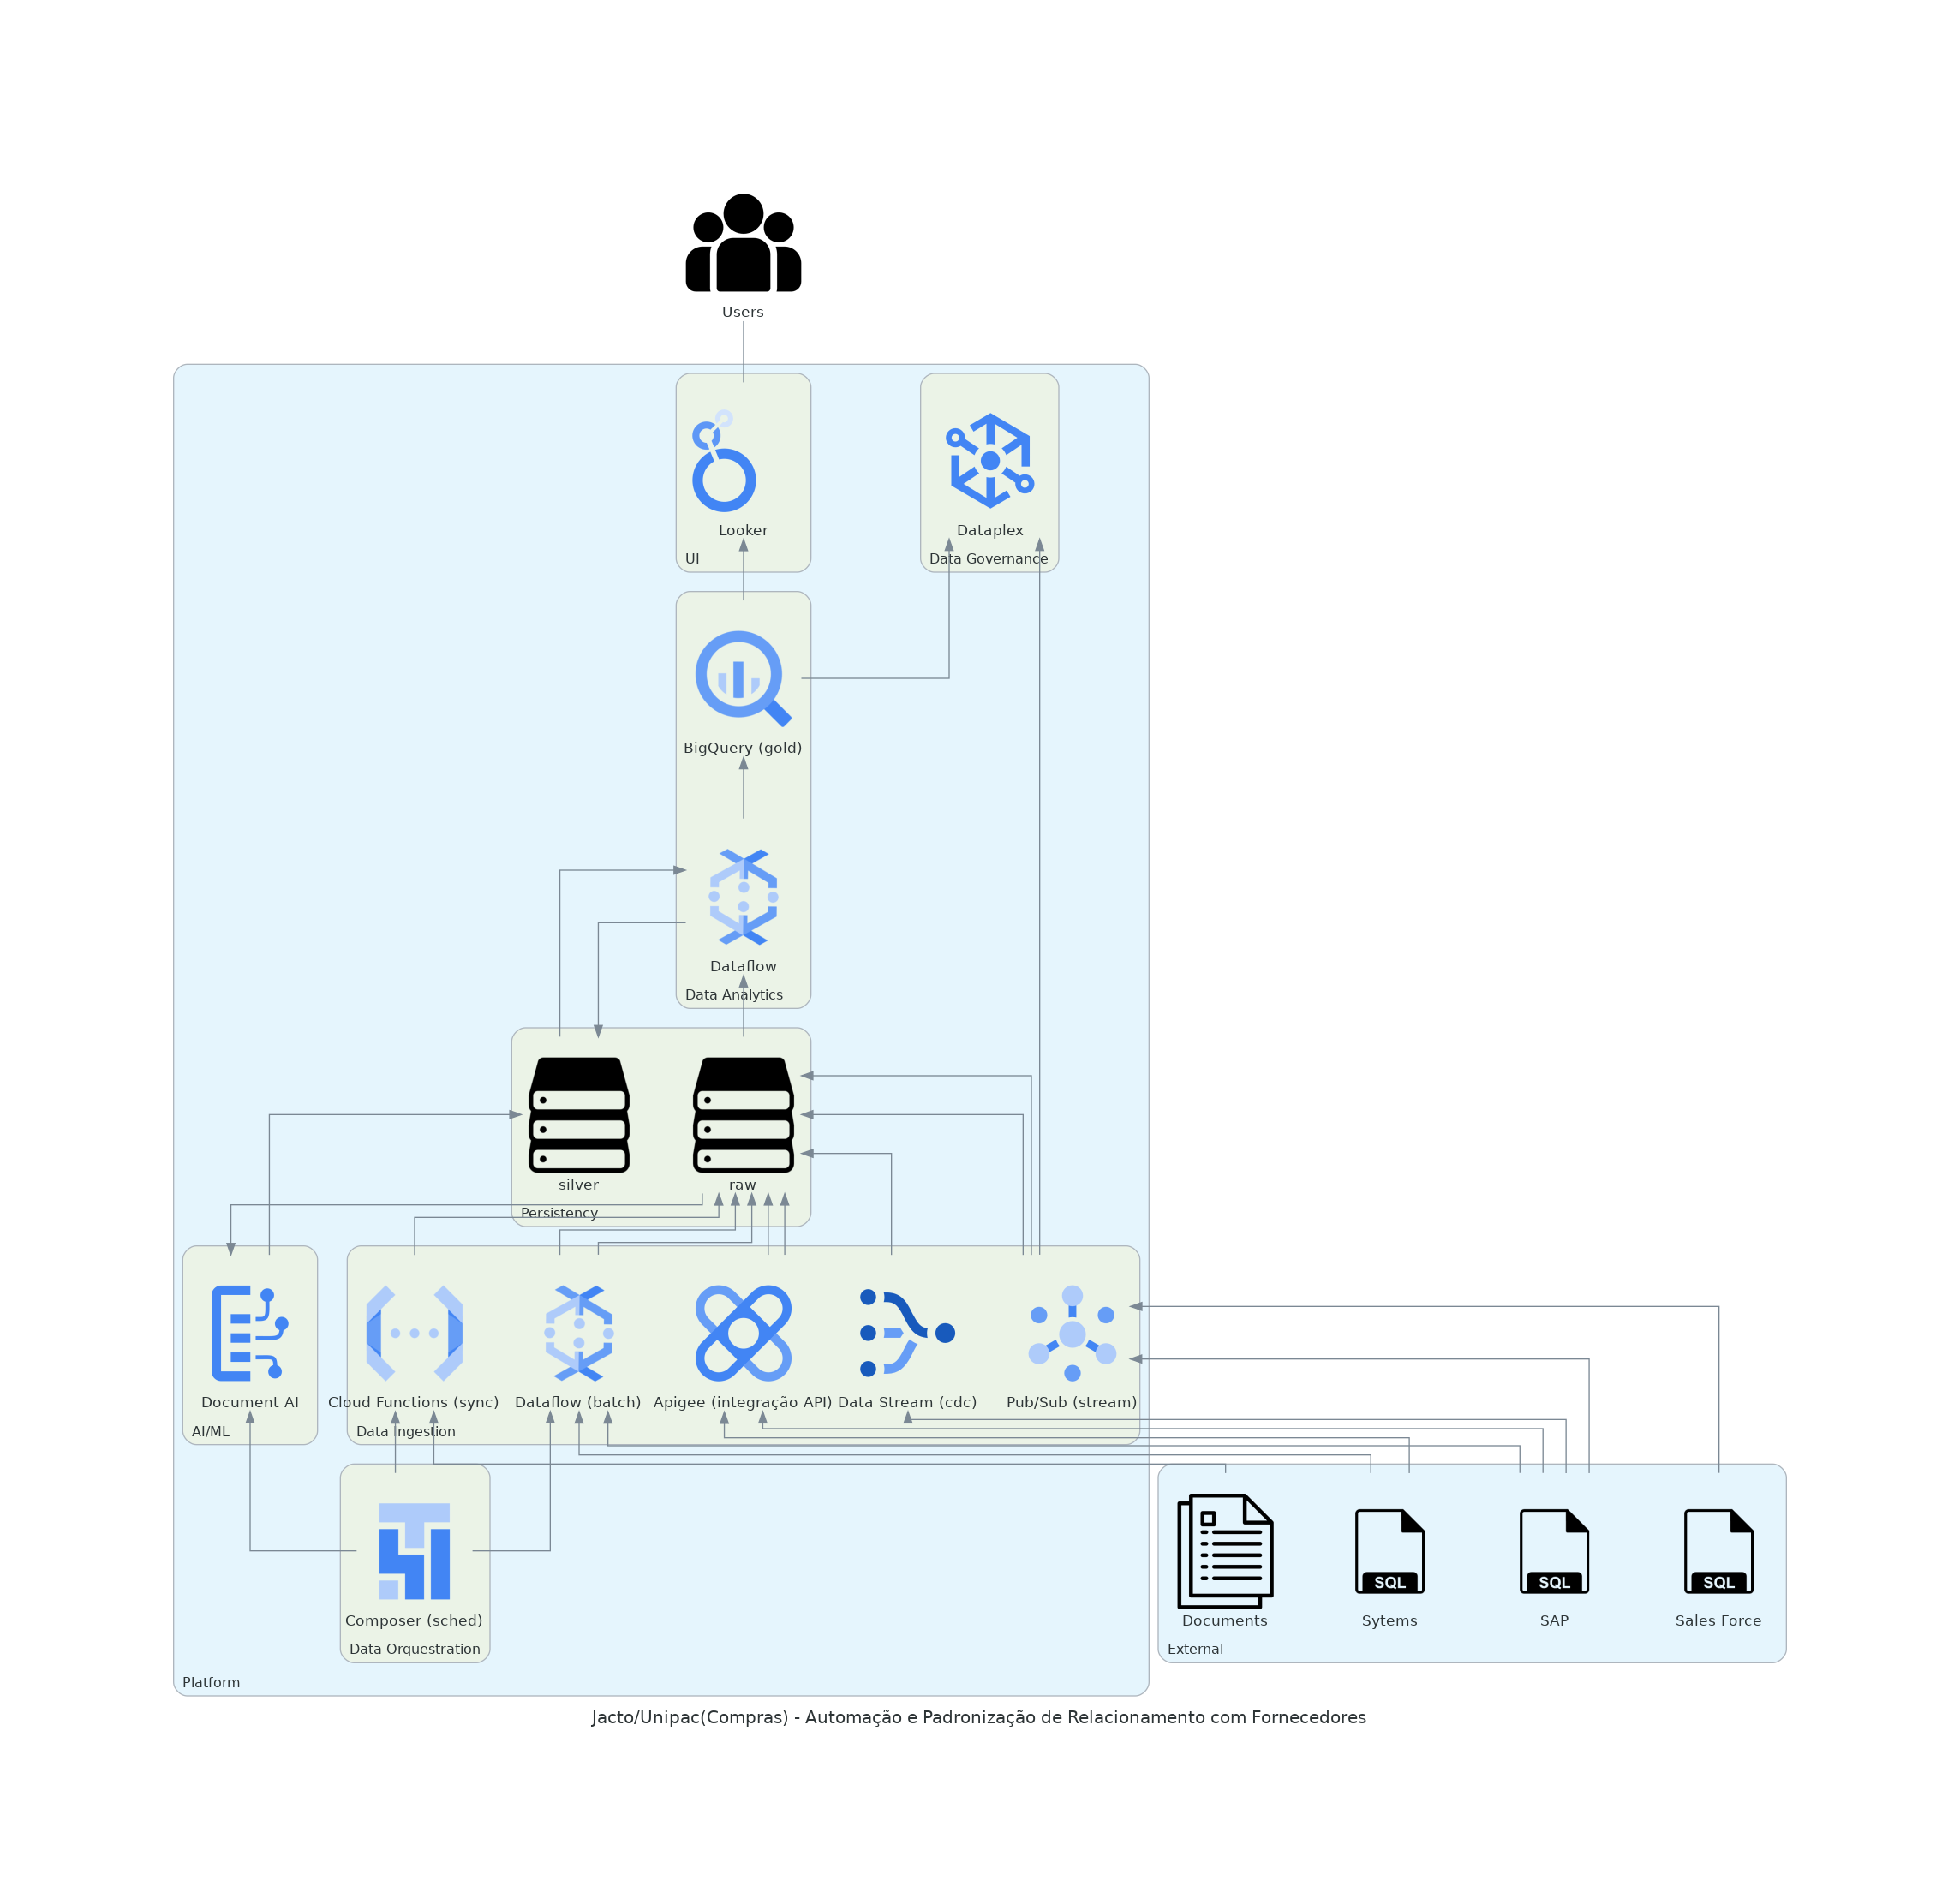 Users
Looker
UI
Dataplex
Data Governance
BigQuery (gold)
Dataflow
Data Analytics
silver
raw
Persistency
Document AI
AI/ML
Cloud Functions (sync)
Dataflow (batch)
Apigee (integração API)
Data Stream (cdc)
Pub/Sub (stream)
Data Ingestion
Composer (sched)
Data Orquestration
Platform
Documents
SQL
Sytems
SQL
SAP
SQL
Sales Force
External
Jacto/Unipac(Compras) - Automação e Padronização de Relacionamento com Fornecedores